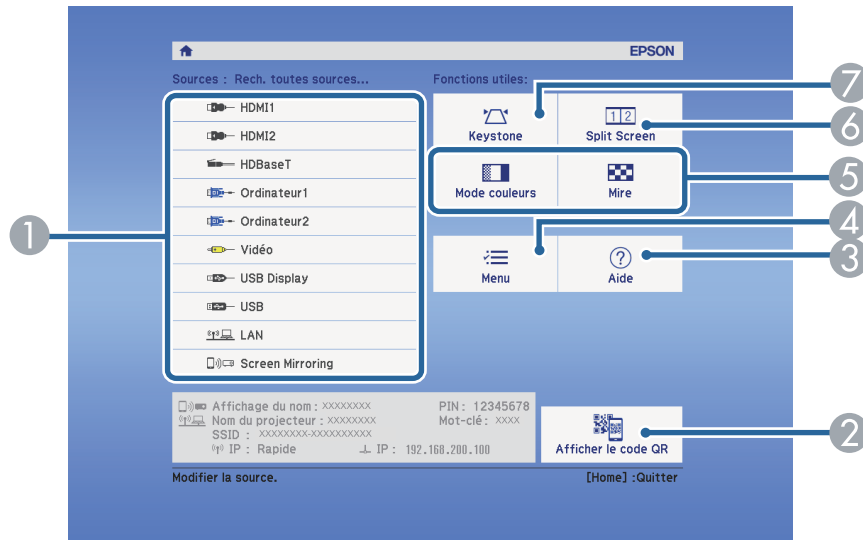 EPSON
Sources : Rech. toutes sources...
HDMI1
HDMI2
HDBaseT
Ordinateur1
Ordinateur2
Vidéo
USB Display
USB
LAN
Screen Mirroring
Fonctions utiles:
Keystone
1 2
Split Screen
Mode couleurs
Mire
Menu
? 
Aide
Affichage du nom : XXXXXXXX
PIN : 12345678
Nom du projecteur : XXXXXXXX
Mot-clé : XXXX
SSID : XXXXXXXX-XXXXXXXXXX
IP : Rapide
IP : 192.168.200.100
Afficher le code QR
Modifier la source.
[Home] :Quitter
1
7
6
5
4
3
2